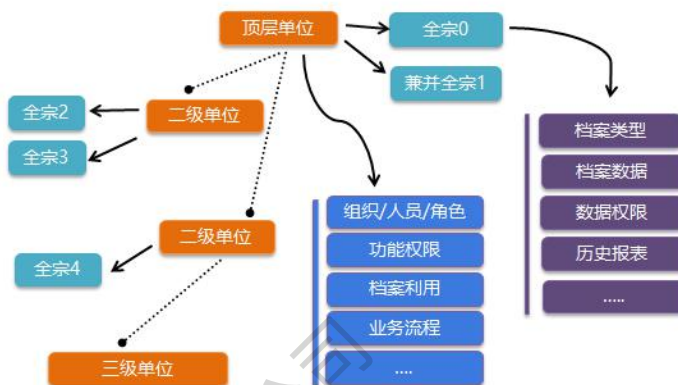 顶层单位
全宗0
兼并全宗1
全宗2
二级单位
全宗3
二级单位
全宗4
三级单位
组织/人员/角色
功能权限
档案利用
业务流程
....
档案类型
档案数据
数据权限
历史报表
.....
公司